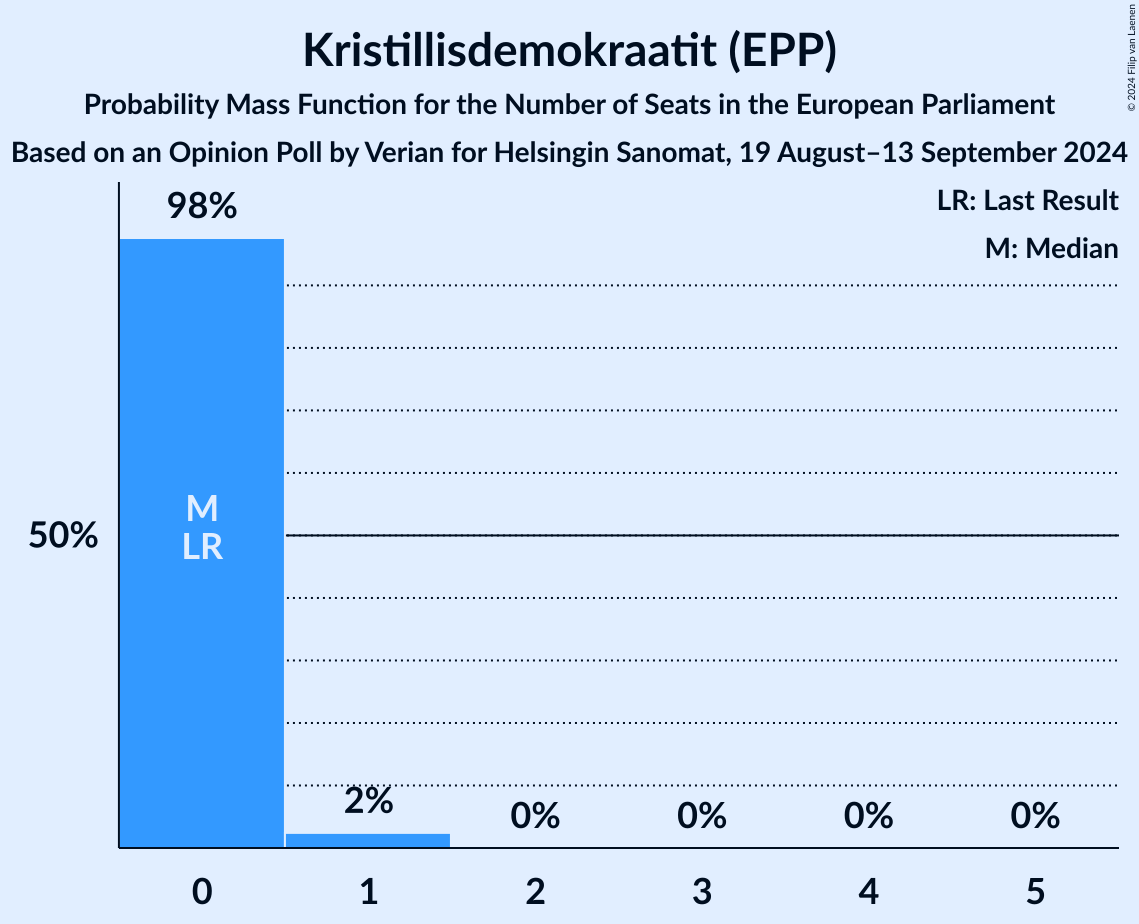 Kristillisdemokraatit (EPP)
Probability Mass Function for the Number of Seats in the European Parliament
Based on an Opinion Poll by Verian for Helsingin Sanomat, 19 August–13 September 2024
© 2024 Filip van Laenen
LR: Last Result
M: Median
98%
M
LR
50%
2%
0%
0%
0%
0%
0
1
2
3
4
5